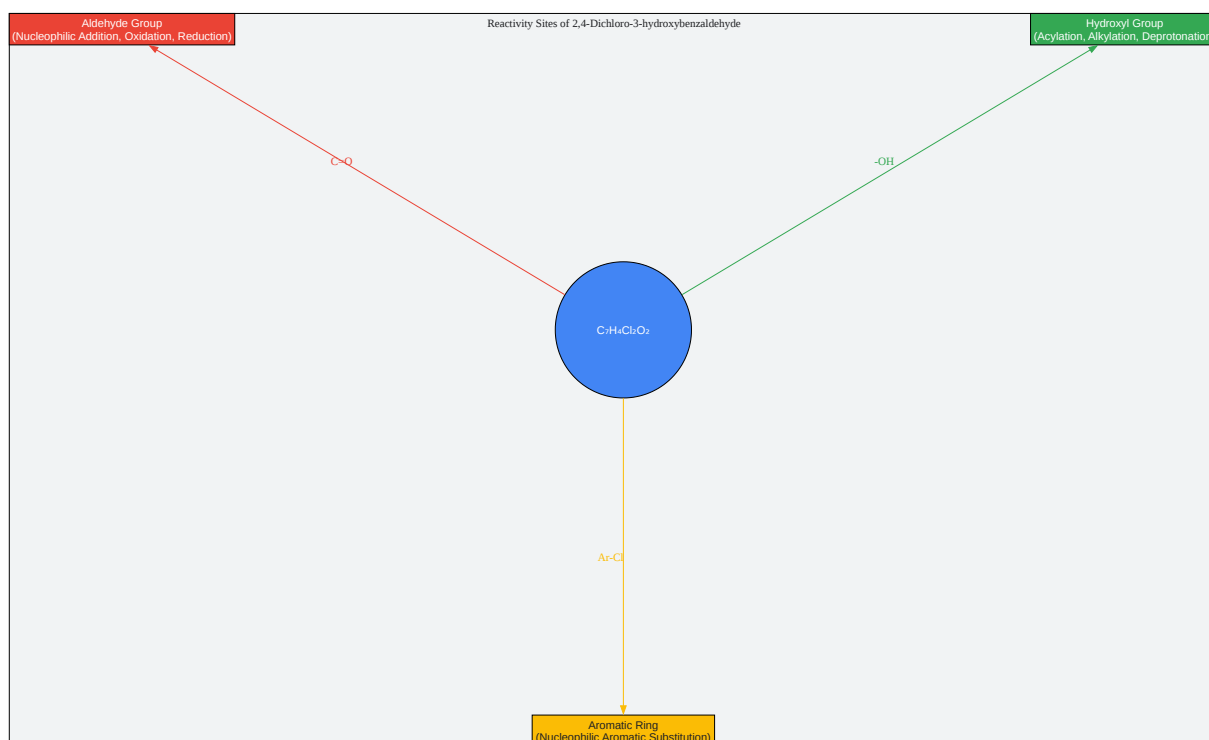 Reactivity Sites of 2,4-Dichloro-3-hydroxybenzaldehyde
Aldehyde Group
(Nucleophilic Addition, Oxidation, Reduction)
Hydroxyl Group
(Acylation, Alkylation, Deprotonation
C=O
-OH
C₇H₄Cl₂O₂
Ar-Cl
Aromatic Ring
(Nucleophilic Aromatic Substitution)